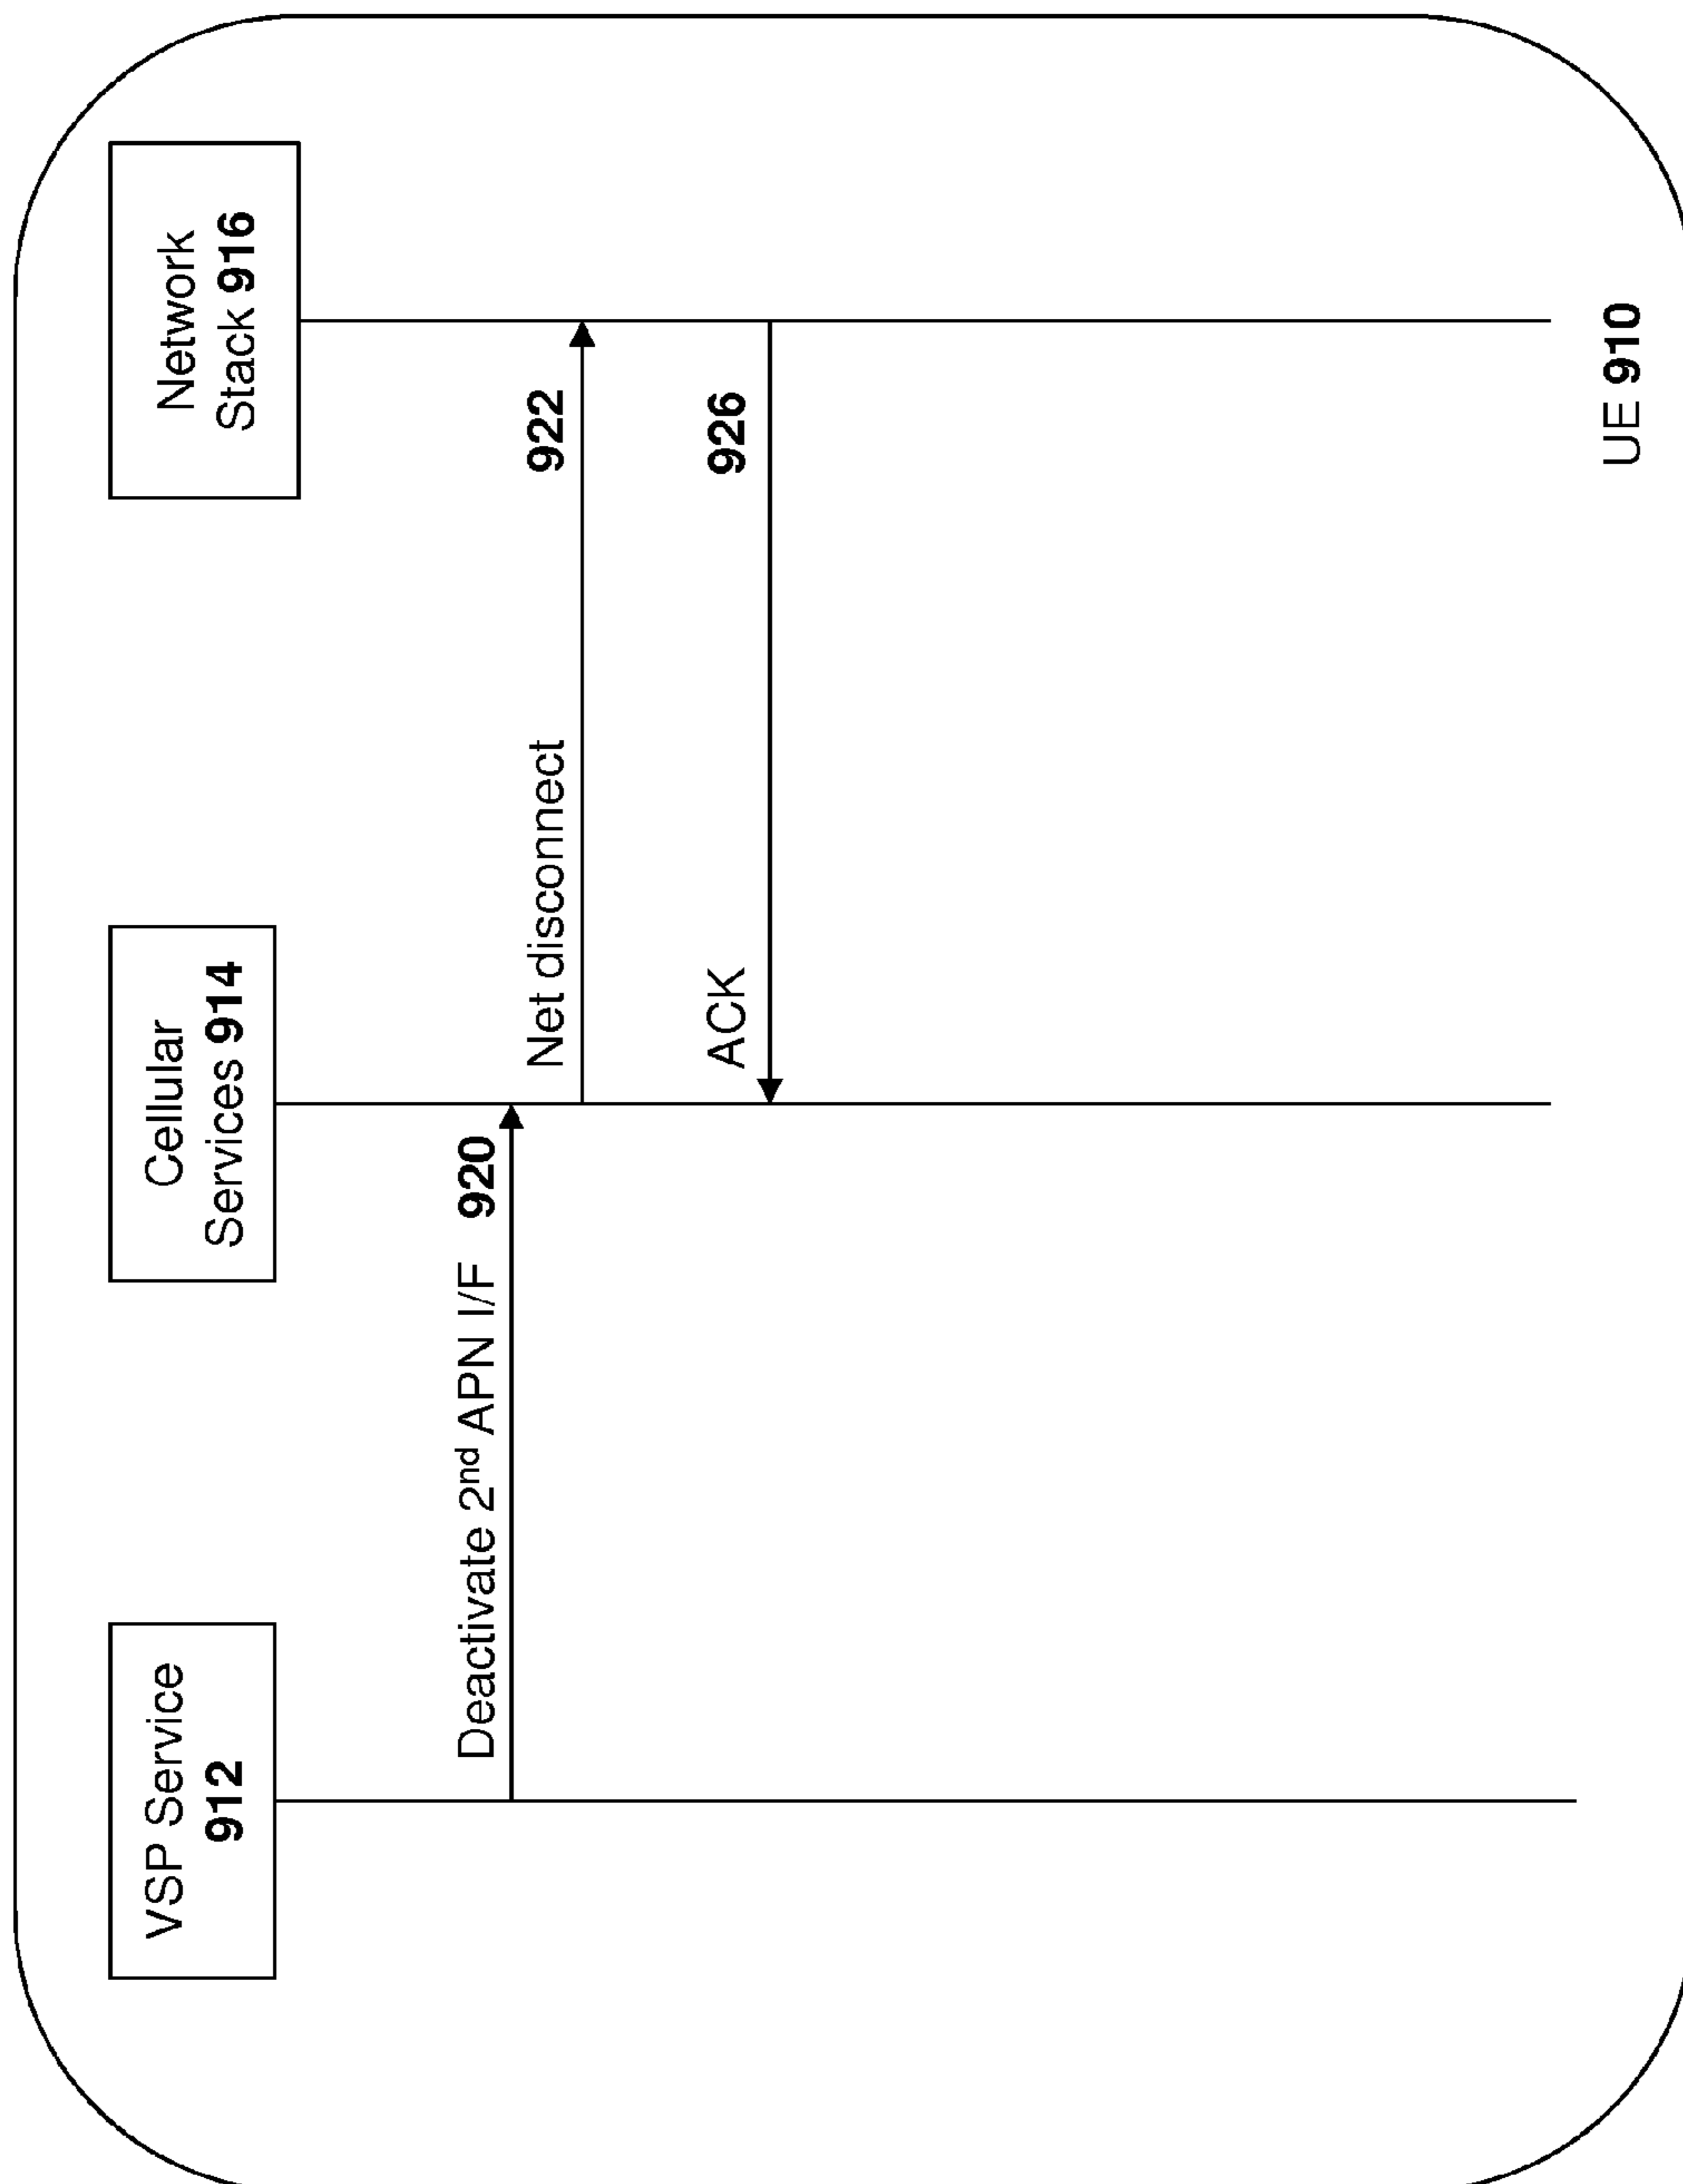 VSP Service
912
Cellular
Services 914
Network
Stack 916
Deactivate 2nd APN I/F 920
Net disconnect 922
ACK 926
UE 910